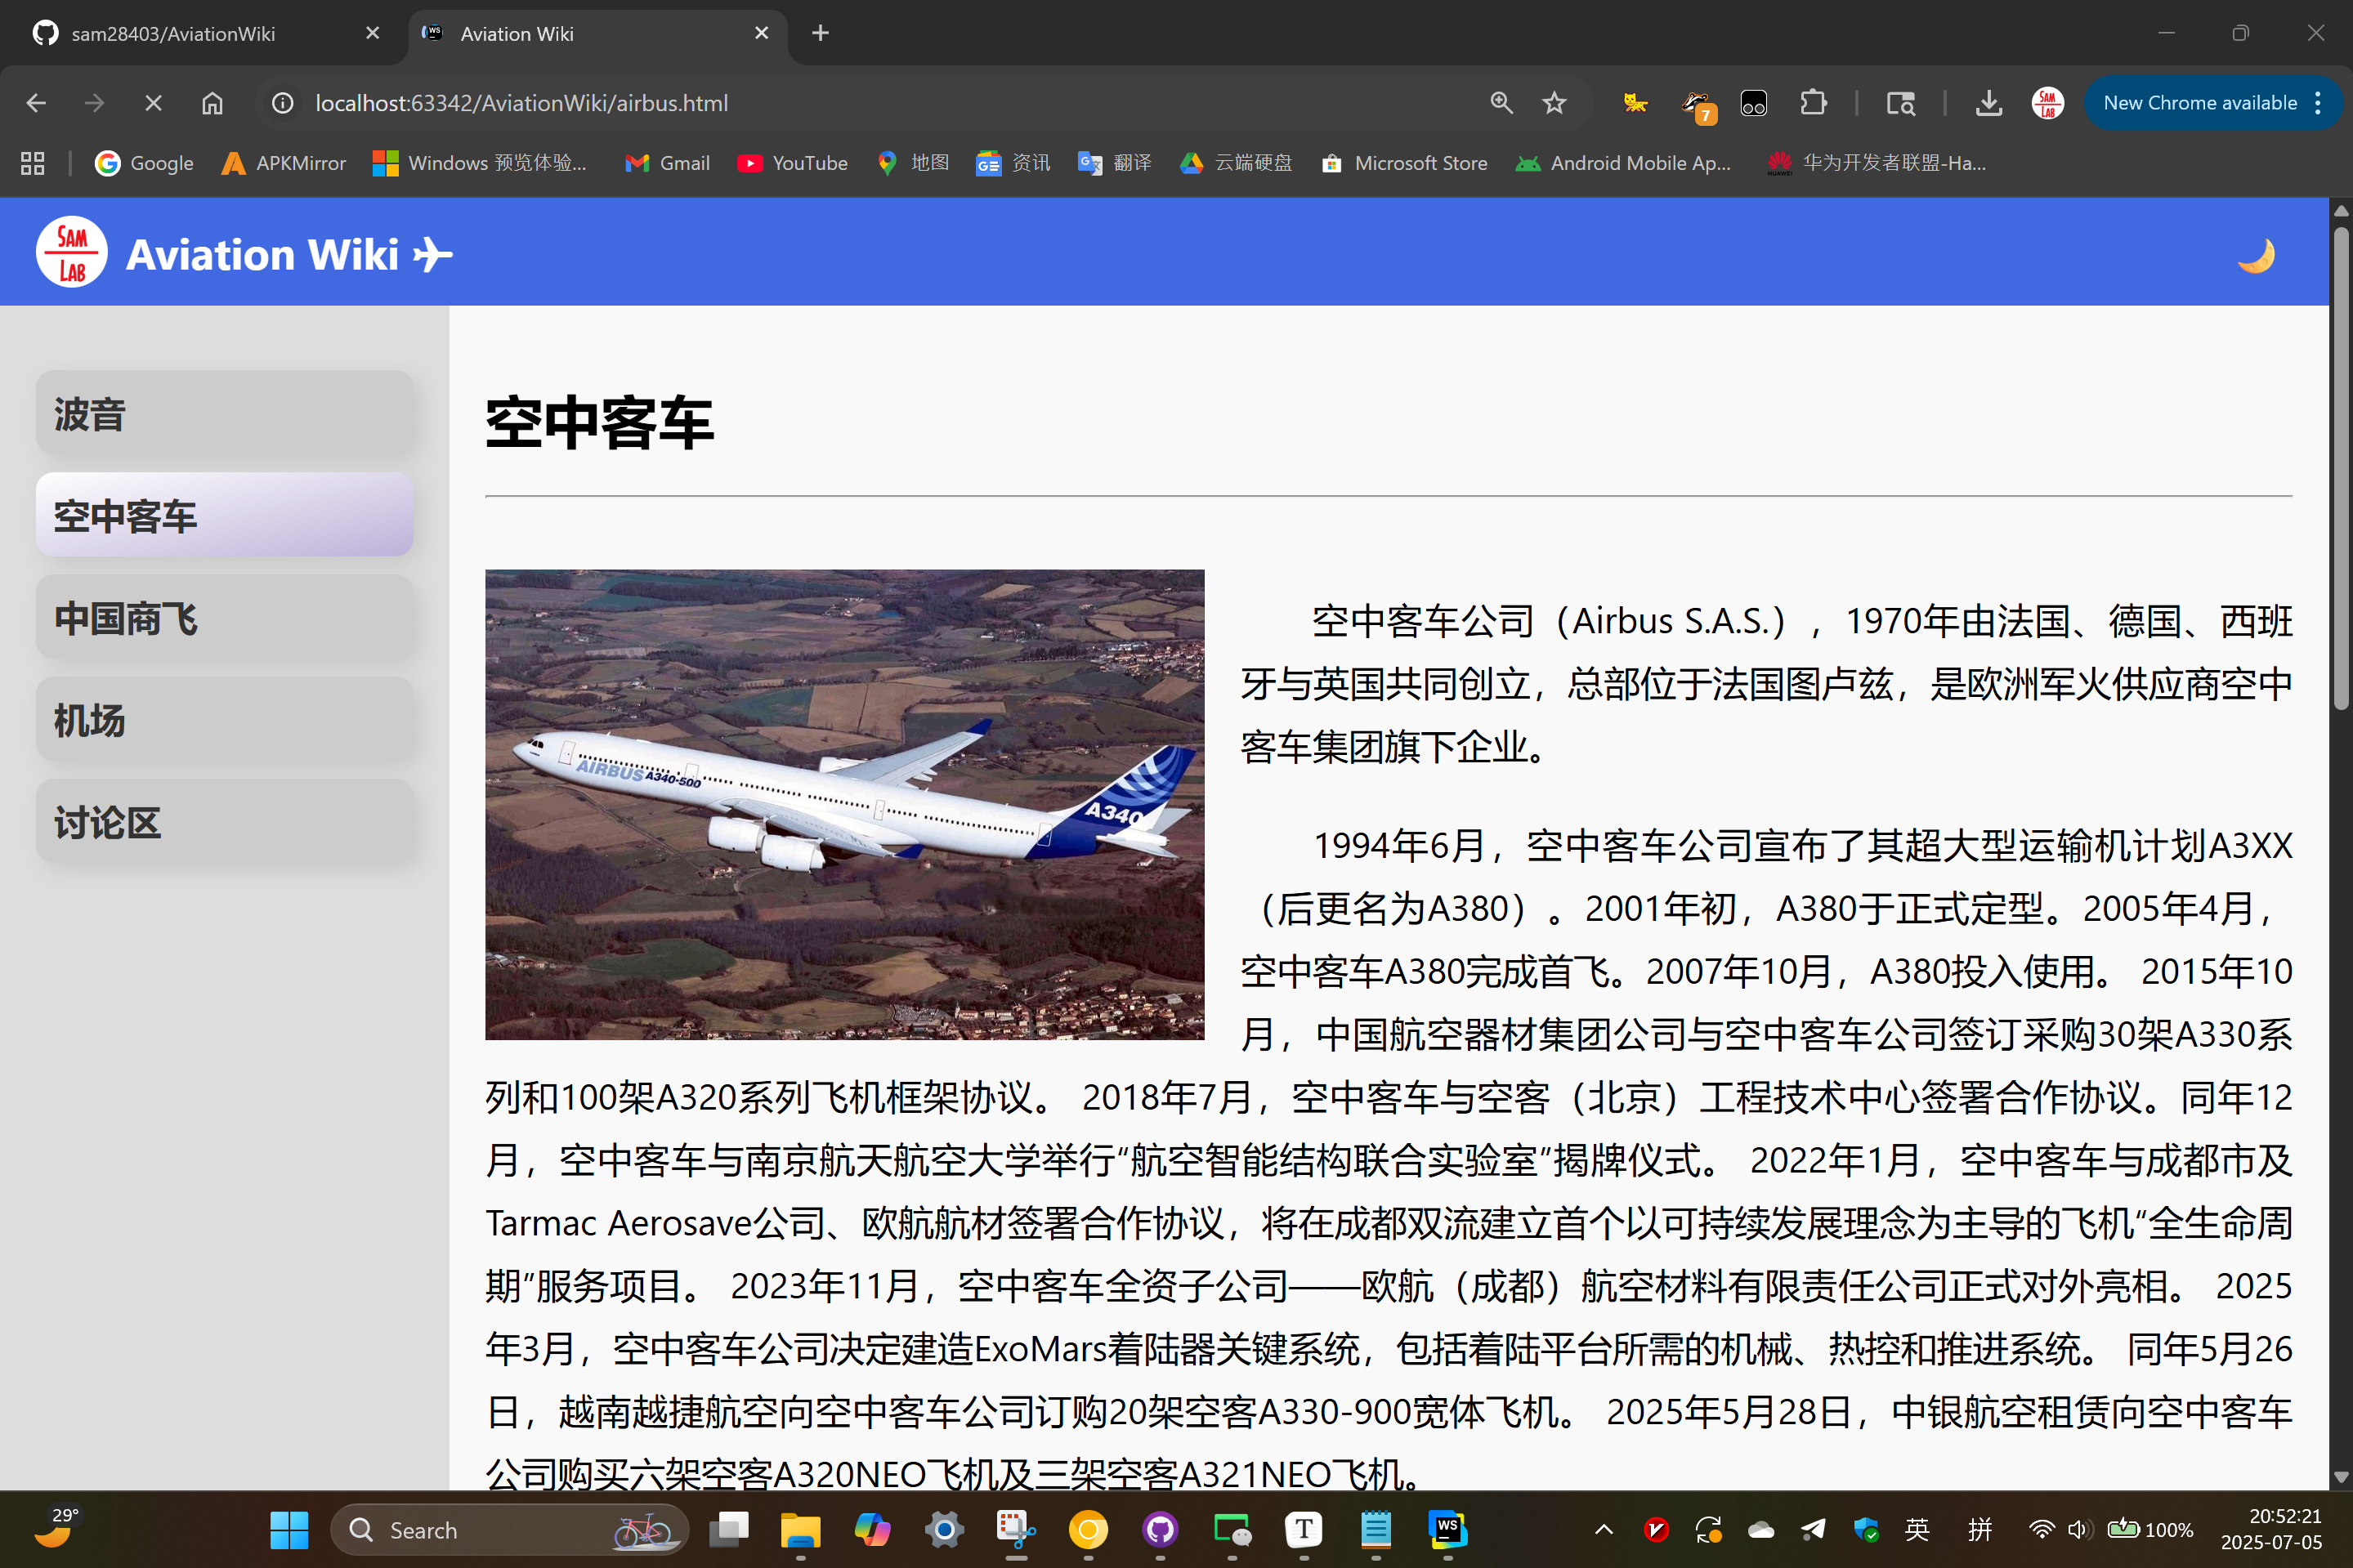 sam28403/AviationWiki
Aviation Wiki
localhost:63342/AviationWiki/airbus.html
7
SAM LAB
New Chrome available
Google
APKMirror
Windows 预览体验...
Gmail
YouTube
地图
资讯
翻译
云端硬盘
Microsoft Store
Android Mobile Ap...
华为开发者联盟-Ha...
SAM
LAB
Aviation Wiki ✈
波音
空中客车
中国商飞
机场
讨论区
空中客车
AIRBUS A340-500
A340
空中客车公司（Airbus S.A.S.），1970年由法国、德国、西班
牙与英国共同创立，总部位于法国图卢兹，是欧洲军火供应商空中
客车集团旗下企业。
1994年6月，空中客车公司宣布了其超大型运输机计划A3XX
（后更名为A380）。2001年初，A380于正式定型。2005年4月，
空中客车A380完成首飞。2007年10月，A380投入使用。 2015年10
月，中国航空器材集团公司与空中客车公司签订采购30架A330系
列和100架A320系列飞机框架协议。 2018年7月，空中客车与空客（北京）工程技术中心签署合作协议。同年12
月，空中客车与南京航天航空大学举行“航空智能结构联合实验室”揭牌仪式。 2022年1月，空中客车与成都市及
Tarmac Aerosave公司、欧航航材签署合作协议，将在成都双流建立首个以可持续发展理念为主导的飞机“全生命周
期”服务项目。 2023年11月，空中客车全资子公司——欧航（成都）航空材料有限责任公司正式对外亮相。 2025
年3月，空中客车公司决定建造ExoMars着陆器关键系统，包括着陆平台所需的机械、热控和推进系统。 同年5月26
日，越南越捷航空向空中客车公司订购20架空客A330-900宽体飞机。 2025年5月28日，中银航空租赁向空中客车
公司购买六架空客A320NEO飞机及三架空客A321NEO飞机。
29°
Search
T
WS
英
拼
100%
20:52:21
2025-07-05